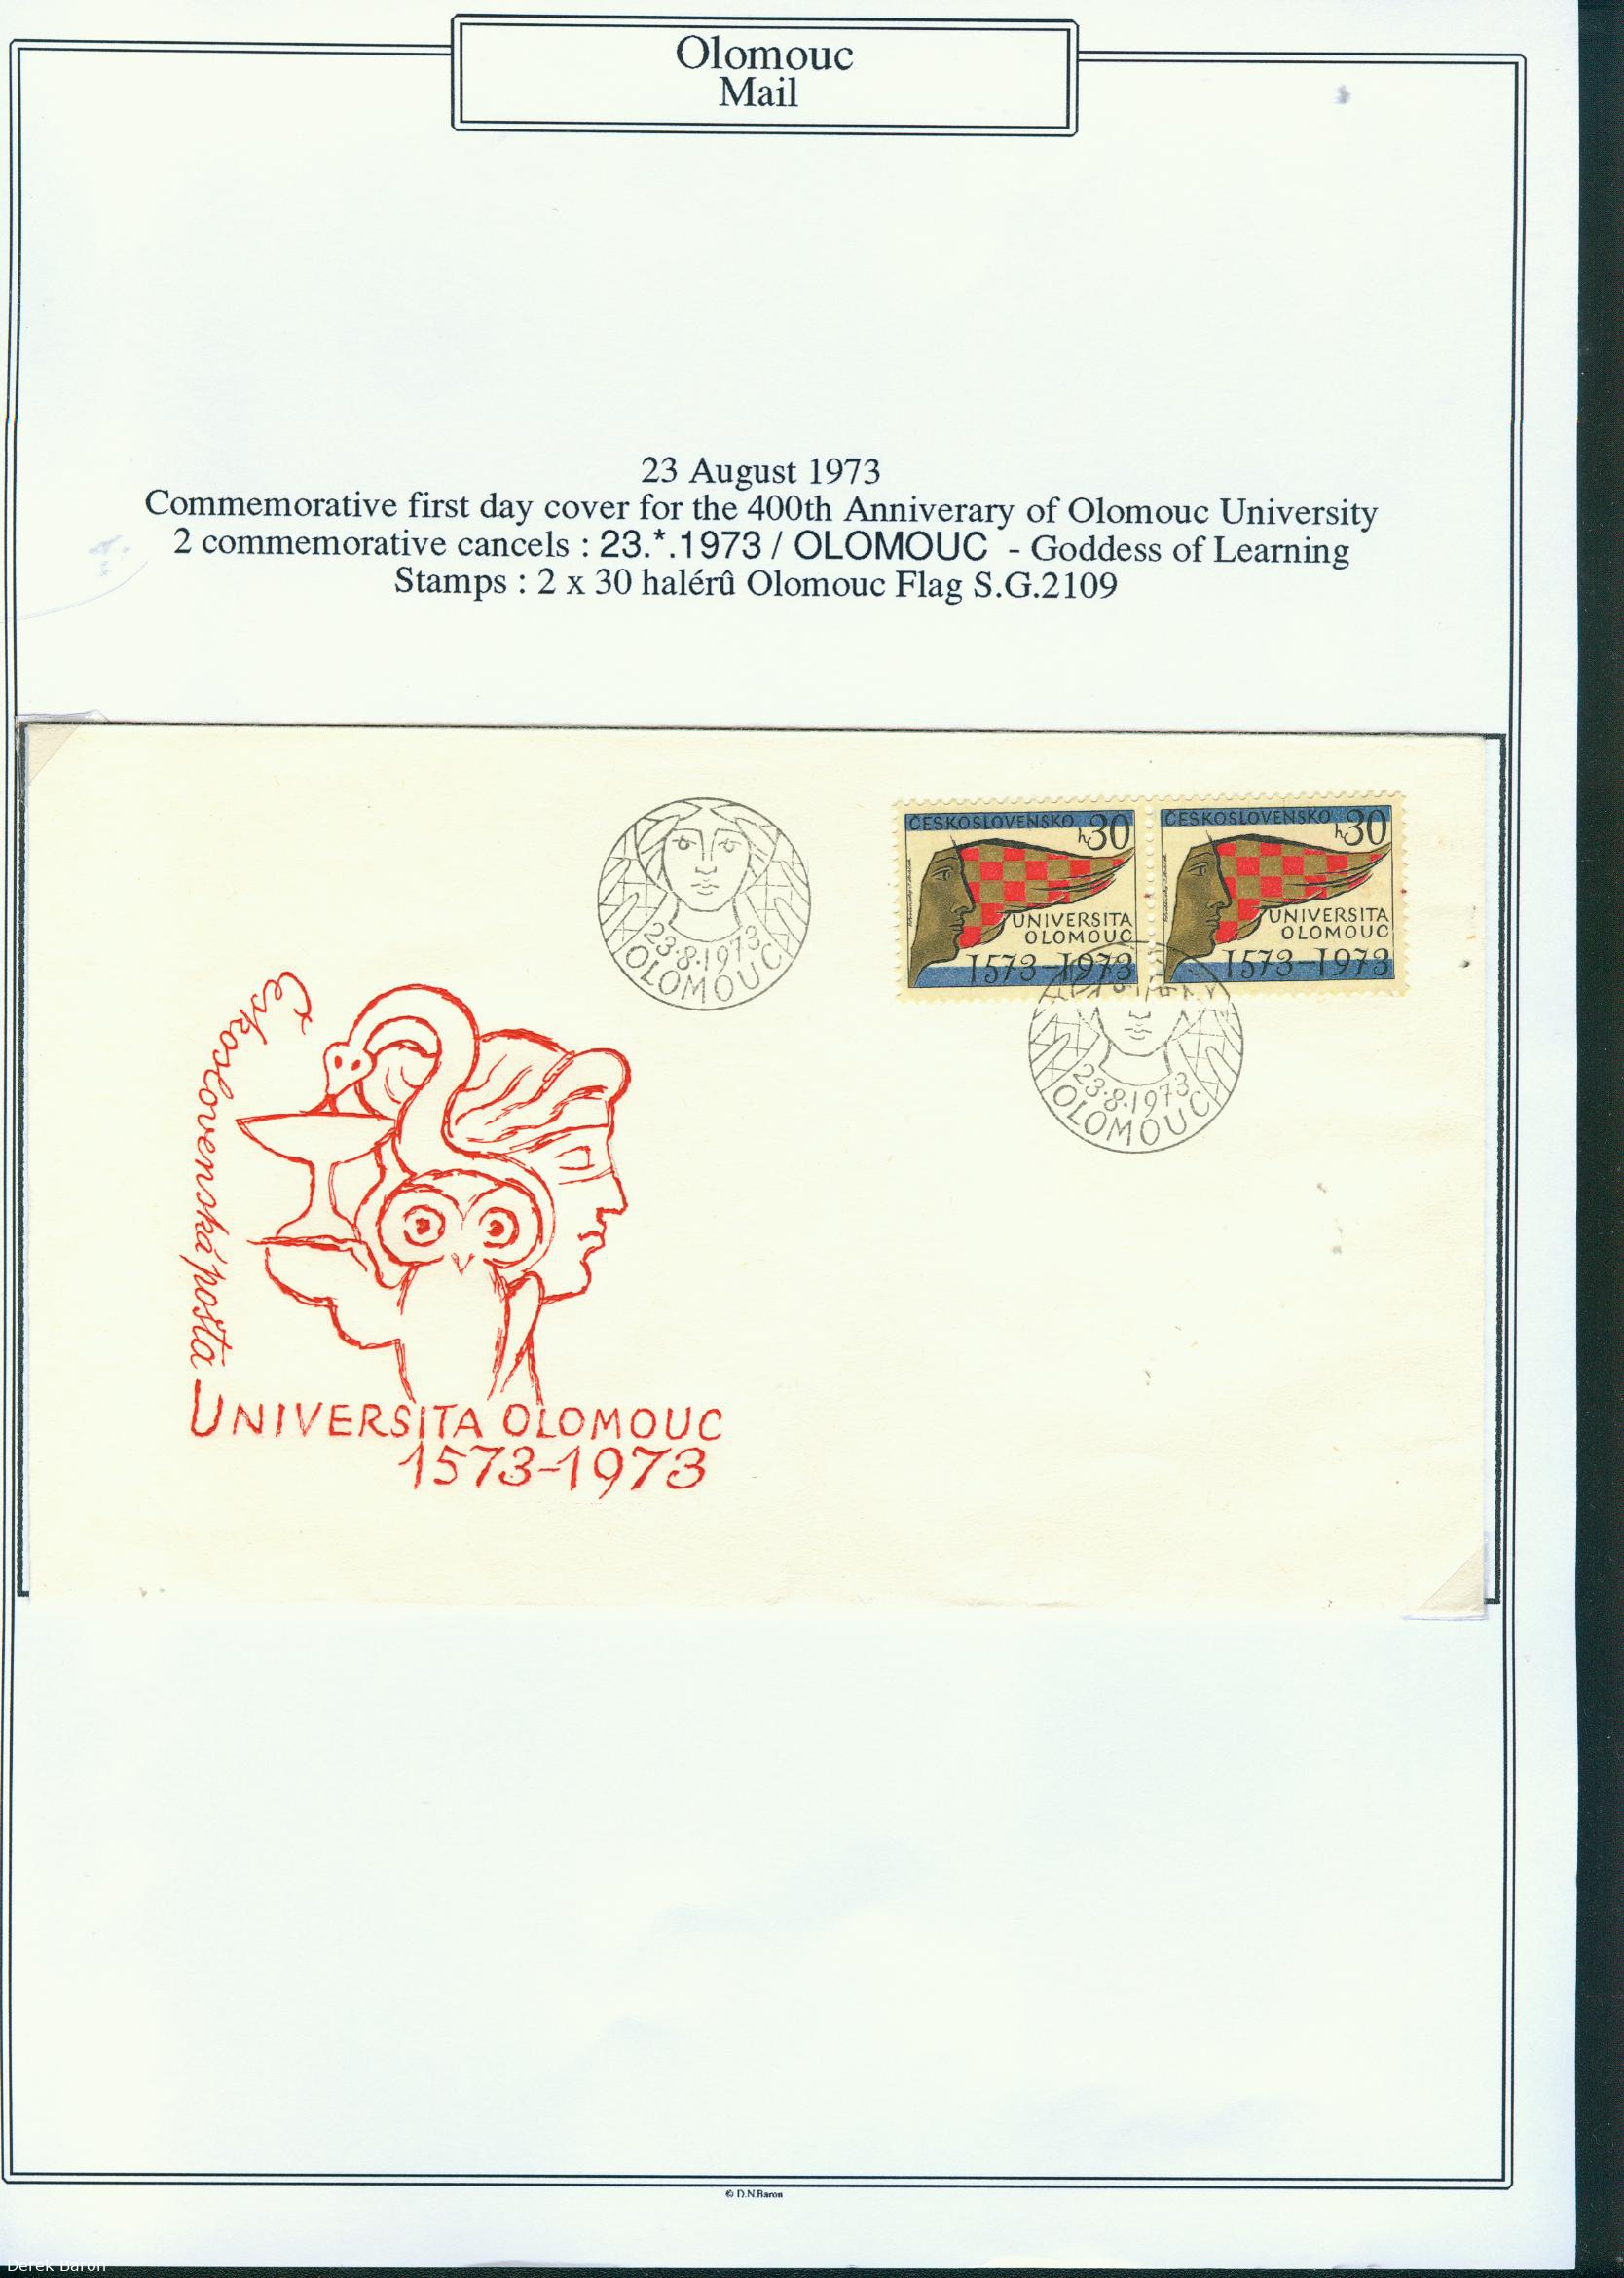 Olomouc
Mail
23 August 1973
Commemorative first day cover for the 400th Anniverary of Olomouc University
2 commemorative cancels : 23.*.1973 / OLOMOUC - Goddess of Learning
Stamps : 2 x 30 halérû Olomouc Flag S.G.2109
23.8.1973
OLOMOUC
ČESKOSLOVENSKO
h30
UNIVERSITA
OLOMOUC
1573-1973
ČESKOSLOVENSKO
h30
UNIVERSITA
OLOMOUC
1573-1973
23.8.1973
OLOMOUC
Československá pošta
UNIVERSITA OLOMOUC
1573-1973
© D.N.Baron
Derek Baron